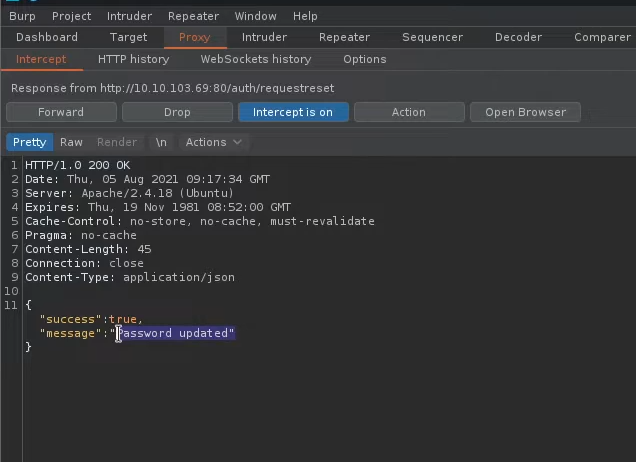 Burp Project Intruder Repeater Window Help
Dashboard Target Proxy Intruder Repeater Sequencer Decoder Comparer
Intercept HTTP history WebSockets history Options
Response from http://10.10.103.69:80/auth/requestreset
Forward Drop Intercept is on Action Open Browser
Pretty Raw Render \n Actions
1 HTTP/1.0 200 OK
2 Date: Thu, 05 Aug 2021 09:17:34 GMT
3 Server: Apache/2.4.18 (Ubuntu)
4 Expires: Thu, 19 Nov 1981 08:52:00 GMT
5 Cache-Control: no-store, no-cache, must-revalidate
6 Pragma: no-cache
7 Content-Length: 45
8 Connection: close
9 Content-Type: application/json
10
11 {
"success":true,
"message":"Password updated"
}